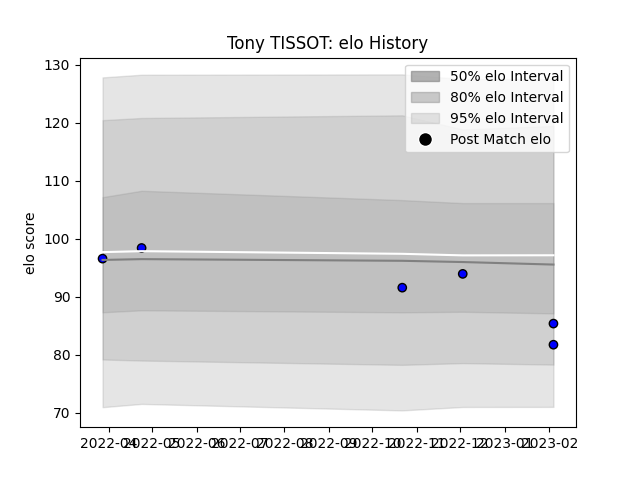 Tony TISSOT: elo History
130
120
110
100
90
80
70
elo score
50% elo Interval
80% elo Interval
95% elo Interval
Post Match elo
2022-04 2022-05 2022-06 2022-07 2022-08 2022-09 2022-10 2022-11 2022-12 2023-01 2023-02